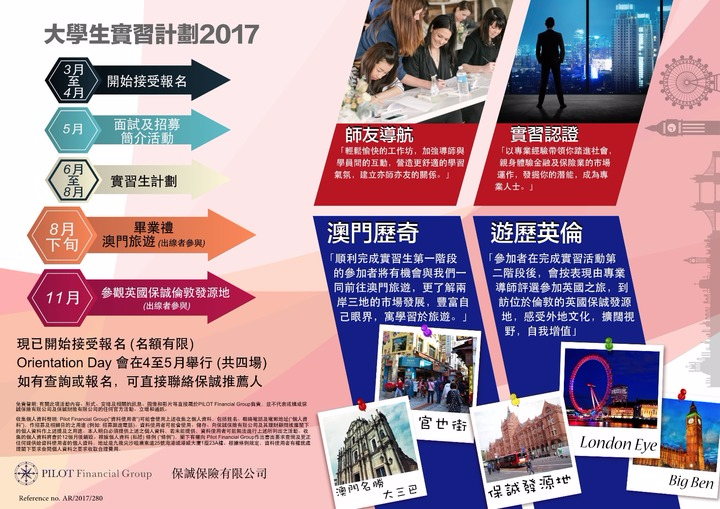 大學生實習計劃2017
3月
至
4月
開始接受報名
5月
面試及招募
簡介活動
6月
至
8月
實習生計劃
8月
下旬
畢業禮
澳門旅遊 (出線者參與)
11月
參觀英國保誠倫敦發源地
(出線者參與)
現已開始接受報名 (名額有限)
Orientation Day 會在4至5月舉行 (共四場)
如有查詢或報名，可直接聯絡保誠推薦人
PILOT Financial Group
保誠保險有限公司
Reference no. AR/2017/280
師友導航
「輕鬆愉快的工作坊，加強導師與
學員間的互動，營造更舒適的學習
氣氛，建立亦師亦友的關係。」
實習認證
「以專業經驗帶領你踏進社會，
親身體驗金融及保險業的市場
運作，發掘你的潛能，成為專
業人士。」
澳門歷奇
「順利完成實習生第一階段
的參加者將有機會與我們一
同前往澳門旅遊，更了解兩
岸三地的市場發展，豐富自
己眼界，寓學習於旅遊。」
遊歷英倫
「參加者在完成實習活動第
二階段後，會按表現由專業
導師評選參加英國之旅，到
訪位於倫敦的英國保誠發源
地，感受外地文化，擴闊視
野，自我增值」
官也街
澳門名勝
大三巴
保誠發源地
London Eye
Big Ben